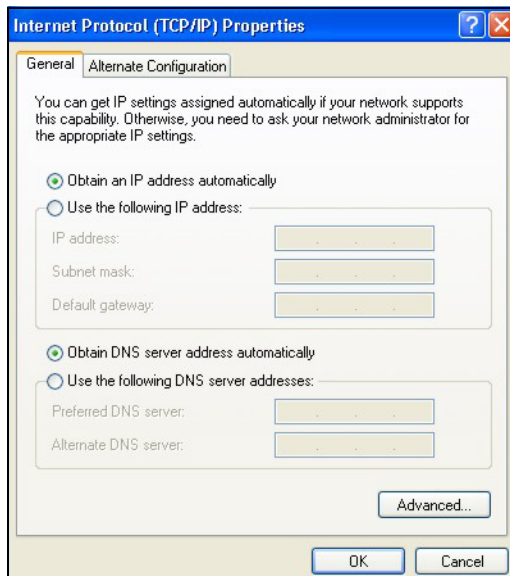 Internet Protocol (TCP/IP) Properties
General
Alternate Configuration
You can get IP settings assigned automatically if your network supports
this capability. Otherwise, you need to ask your network administrator for
the appropriate IP settings.
Obtain an IP address automatically
Use the following IP address:
IP address:
Subnet mask:
Default gateway:
Obtain DNS server address automatically
Use the following DNS server addresses:
Preferred DNS server:
Alternate DNS server:
Advanced...
OK
Cancel